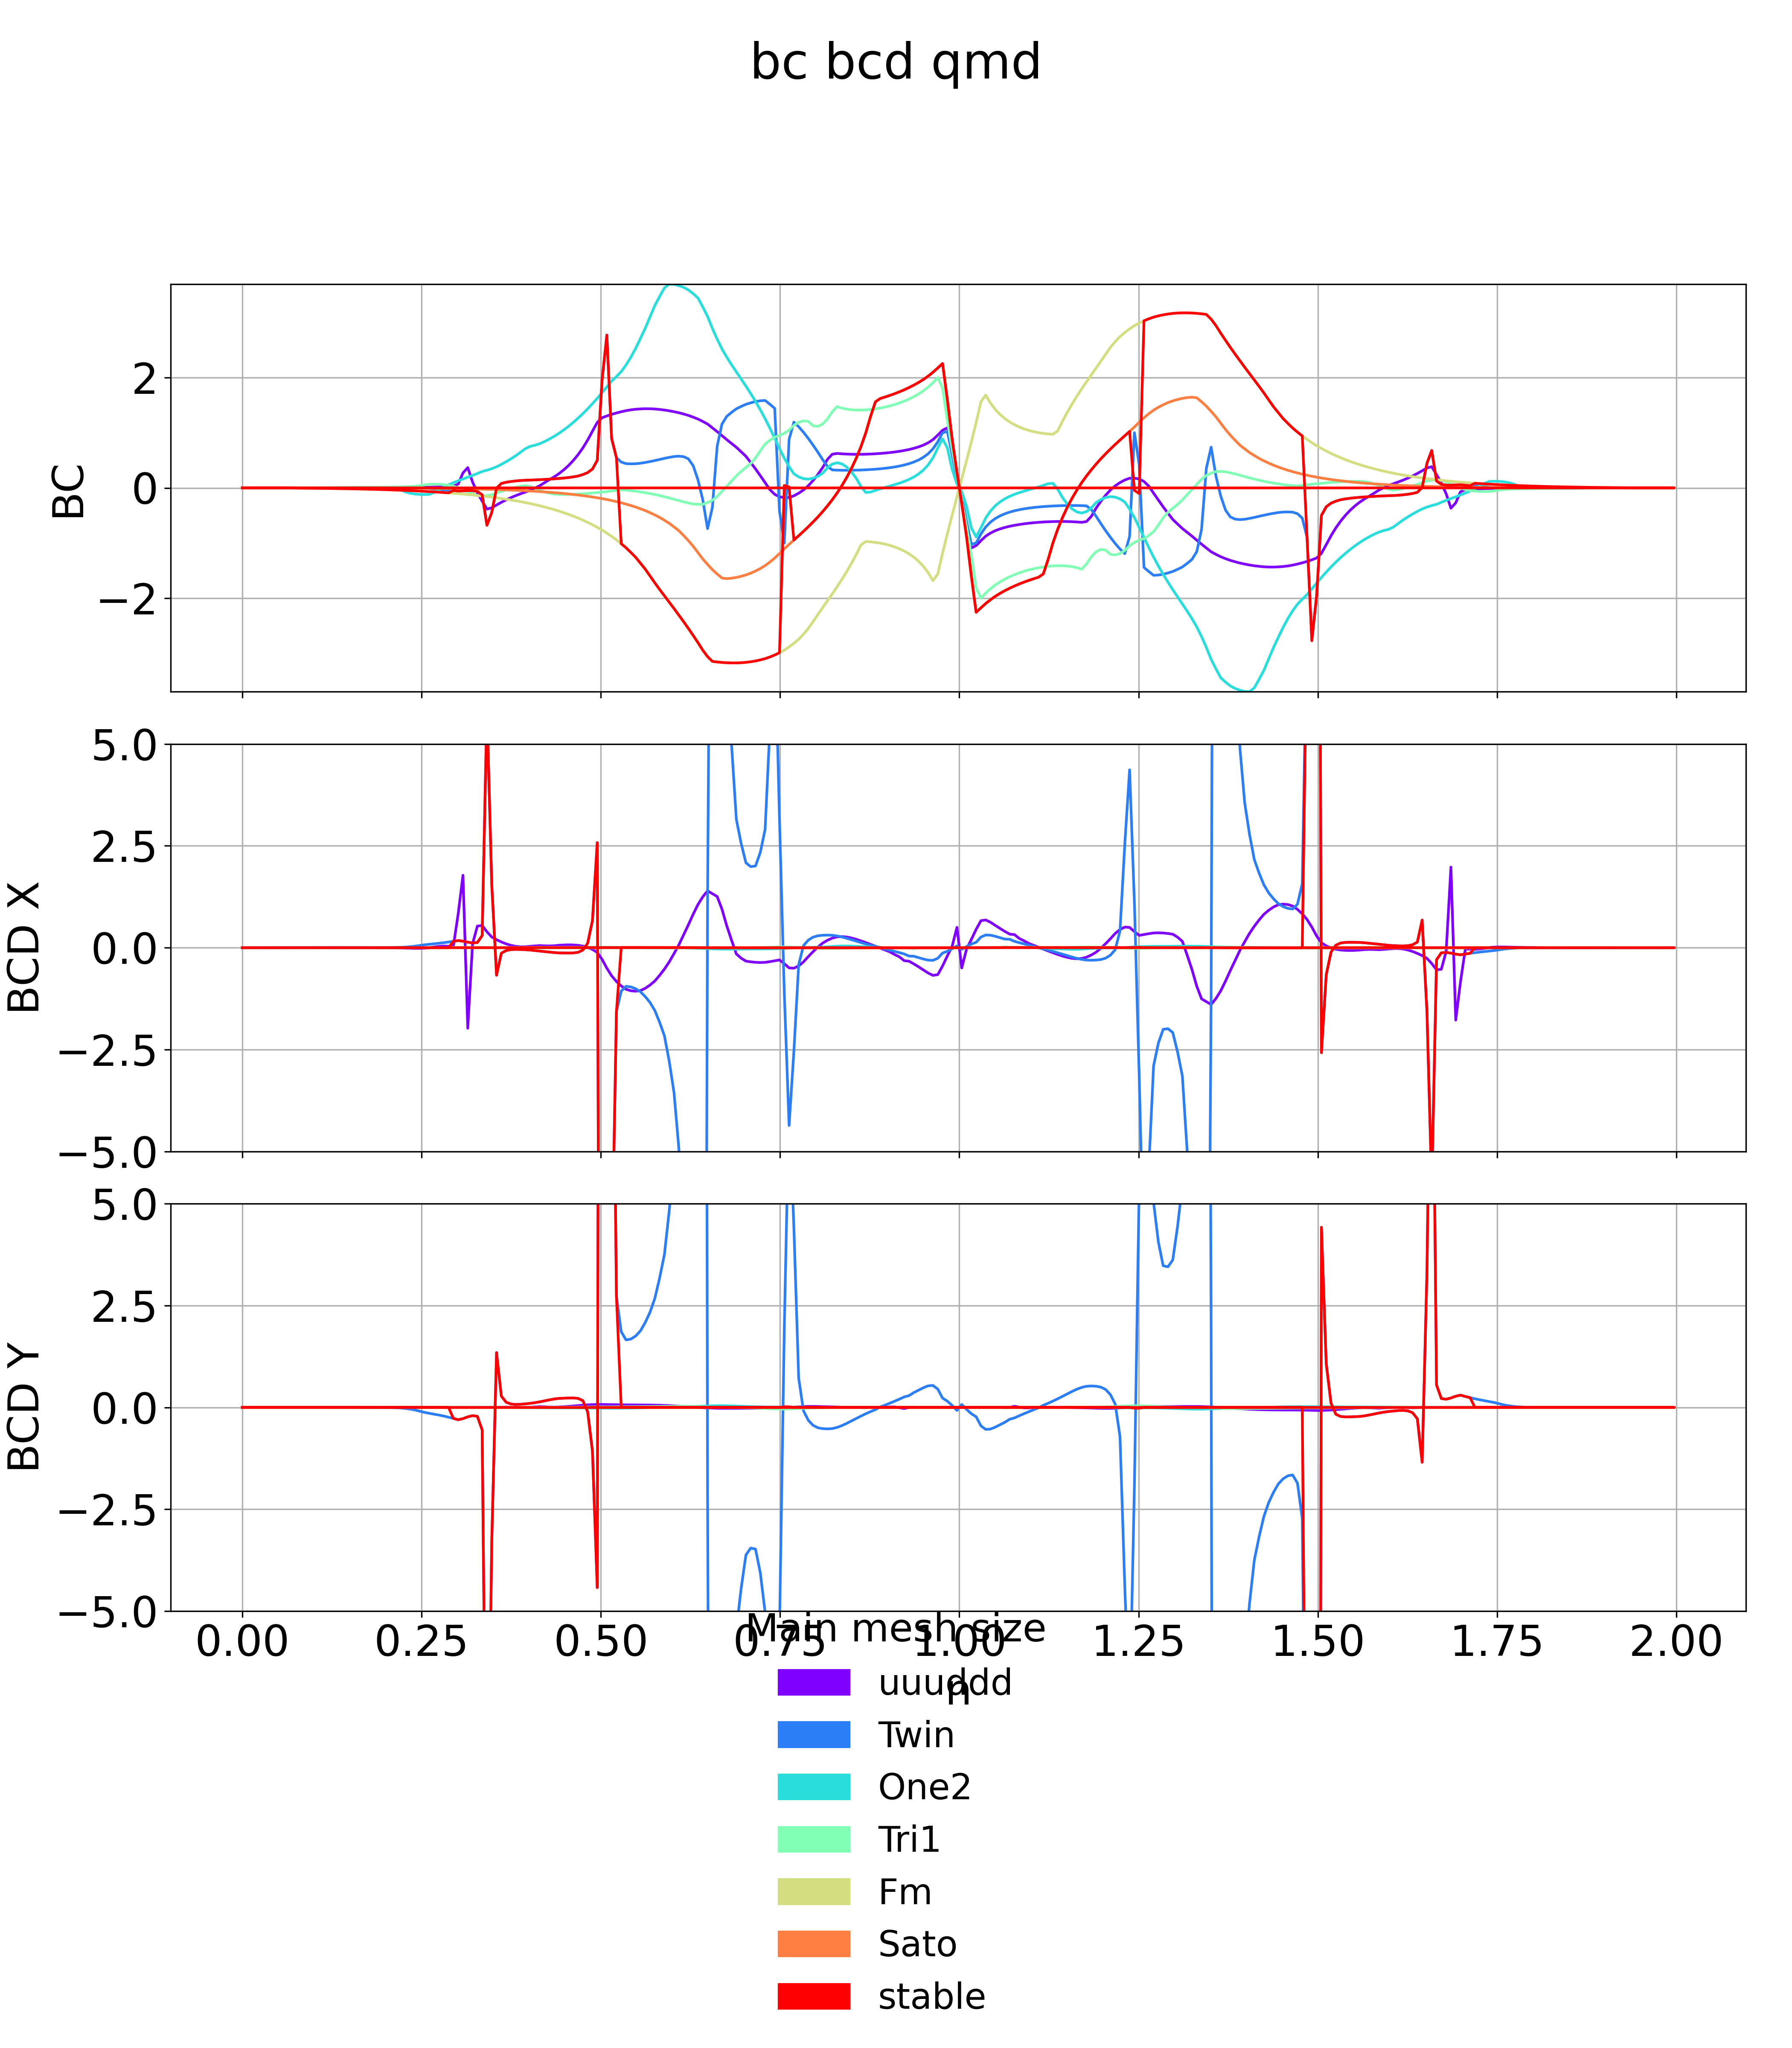 bc bcd qmd
BC
2
0
−2
BCD X
5.0
2.5
0.0
−2.5
−5.0
BCD Y
5.0
2.5
0.0
−2.5
−5.0
0.00 0.25 0.50 0.75 1.00 1.25 1.50 1.75 2.00
Main mesh size
n
uuuddd
Twin
One2
Tri1
Fm
Sato
stable